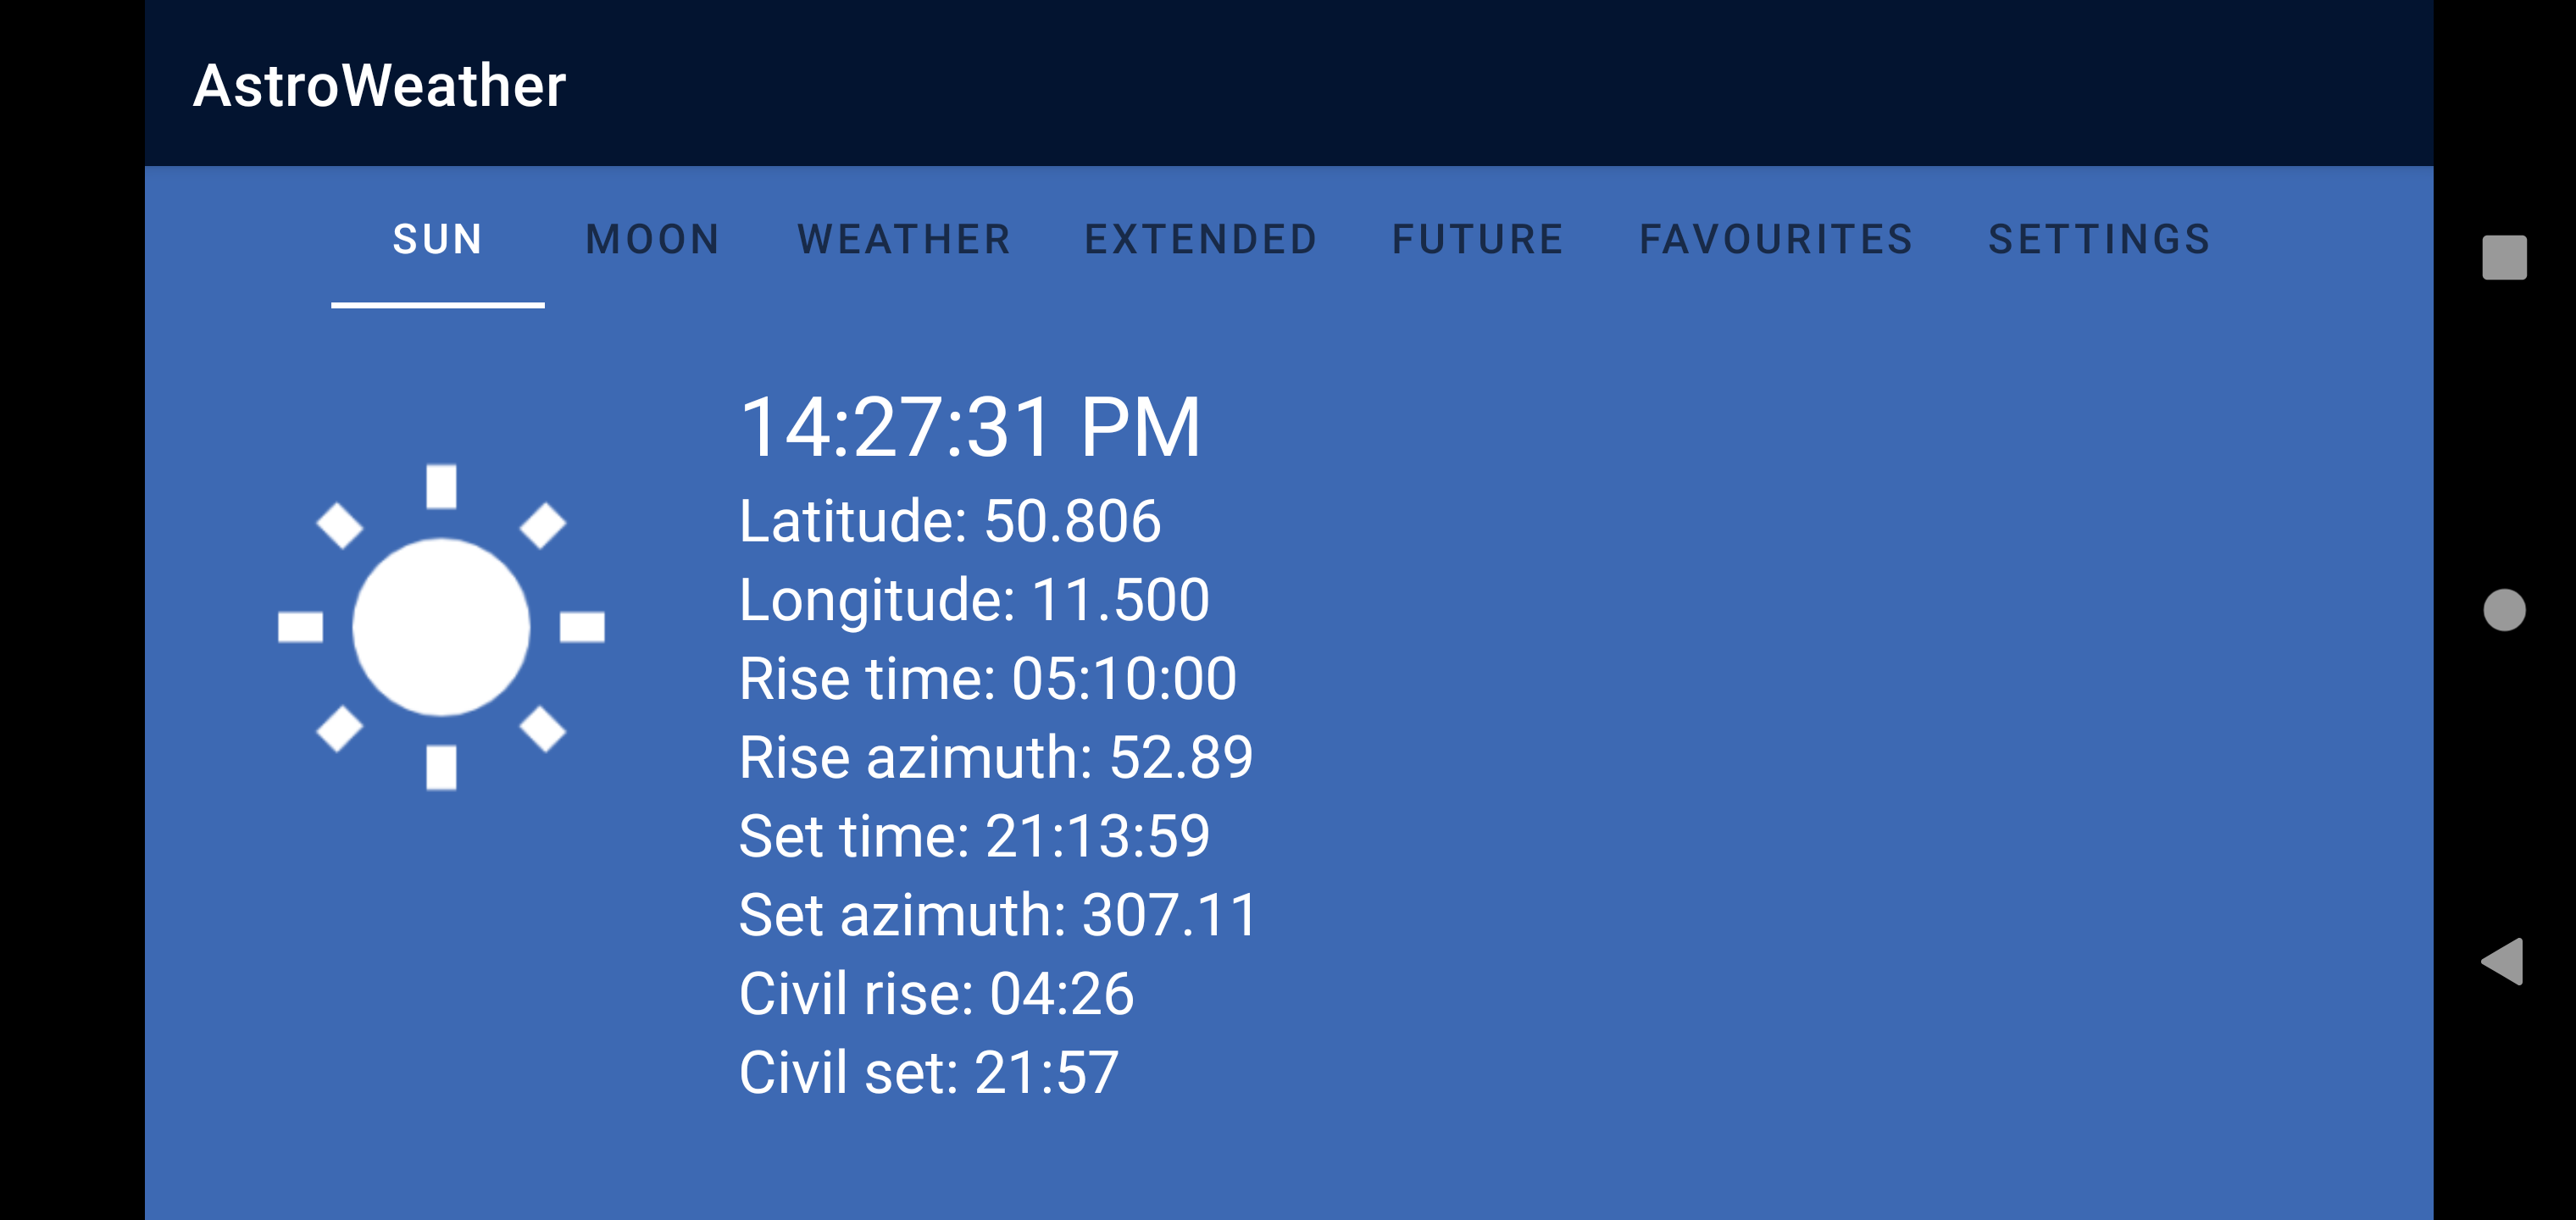 AstroWeather
SUN MOON WEATHER EXTENDED FUTURE FAVOURITES SETTINGS
14:27:31 PM
Latitude: 50.806
Longitude: 11.500
Rise time: 05:10:00
Rise azimuth: 52.89
Set time: 21:13:59
Set azimuth: 307.11
Civil rise: 04:26
Civil set: 21:57